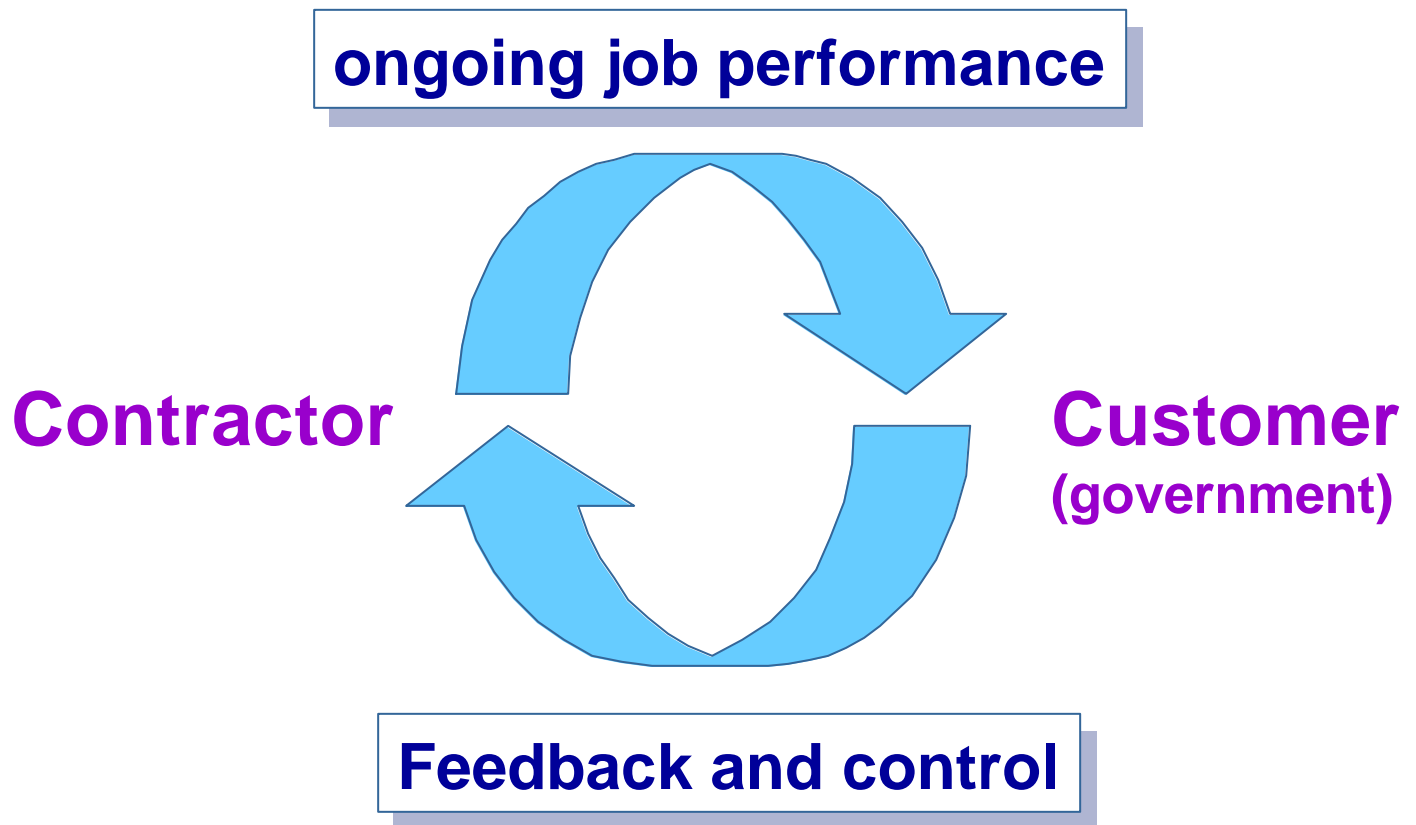 ongoing job performance
Contractor
Customer
(government)
Feedback and control